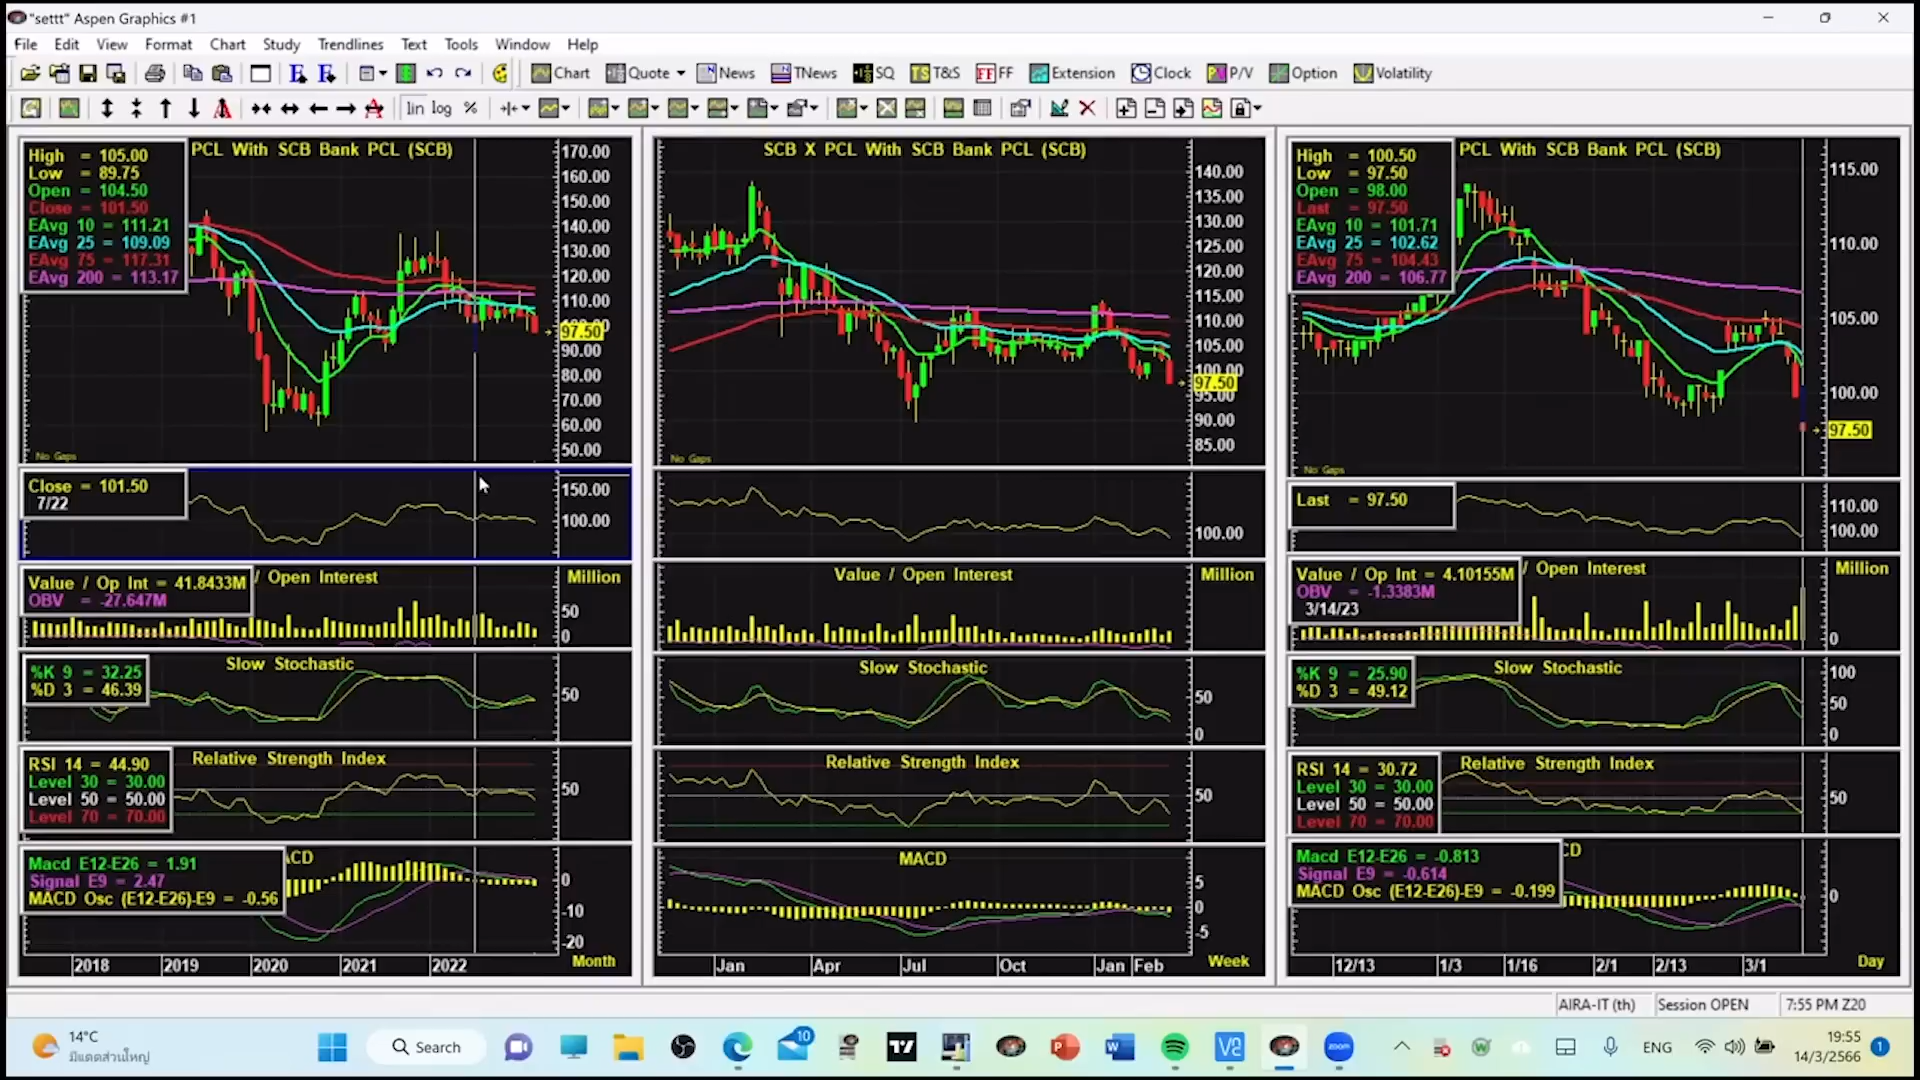 "settt" Aspen Graphics #1
File Edit View Format Chart Study Trendlines Text Tools Window Help
Chart Quote News TNews SQ TS T&S FF FF Extension Clock P/V Option Volatility
lin log %
High = 105.00
Low = 89.75
Open = 104.50
Close = 101.50
EAvg 10 = 111.21
EAvg 25 = 109.09
EAvg 75 = 117.31
EAvg 200 = 113.17
PCL With SCB Bank PCL (SCB)
170.00
160.00
150.00
140.00
130.00
120.00
110.00
97.50
90.00
80.00
70.00
60.00
50.00
No Gaps
Close = 101.50
7/22
150.00
100.00
Value / Op Int = 41.8433M
OBV = -27.647M
/ Open Interest
Million
50
0
%K 9 = 32.25
%D 3 = 46.39
Slow Stochastic
50
RSI 14 = 44.90
Level 30 = 30.00
Level 50 = 50.00
Level 70 = 70.00
Relative Strength Index
50
Macd E12-E26 = 1.91
Signal E9 = 2.47
MACD Osc (E12-E26)-E9 = -0.56
CD
0
-10
-20
2018 2019 2020 2021 2022 Month
SCB X PCL With SCB Bank PCL (SCB)
140.00
135.00
130.00
125.00
120.00
115.00
110.00
105.00
100.00
97.50
95.00
90.00
85.00
No Gaps
100.00
Value / Open Interest
Million
Slow Stochastic
50
0
Relative Strength Index
50
MACD
5
0
-5
Jan Apr Jul Oct Jan Feb Week
High = 100.50
Low = 97.50
Open = 98.00
Last = 97.50
EAvg 10 = 101.71
EAvg 25 = 102.62
EAvg 75 = 104.43
EAvg 200 = 106.77
PCL With SCB Bank PCL (SCB)
115.00
110.00
105.00
100.00
97.50
No Gaps
Last = 97.50
110.00
100.00
Value / Op Int = 4.10155M
OBV = -1.3383M
3/14/23
/ Open Interest
Million
0
%K 9 = 25.90
%D 3 = 49.12
Slow Stochastic
100
50
0
RSI 14 = 30.72
Level 30 = 30.00
Level 50 = 50.00
Level 70 = 70.00
Relative Strength Index
50
Macd E12-E26 = -0.813
Signal E9 = -0.614
MACD Osc (E12-E26)-E9 = -0.199
CD
0
12/13 1/3 1/16 2/1 2/13 3/1 Day
AIRA-IT (th) Session OPEN 7:55 PM Z20
14°C
มีแดดส่วนใหญ่
Search
10
zoom
ENG
19:55
14/3/2566
1